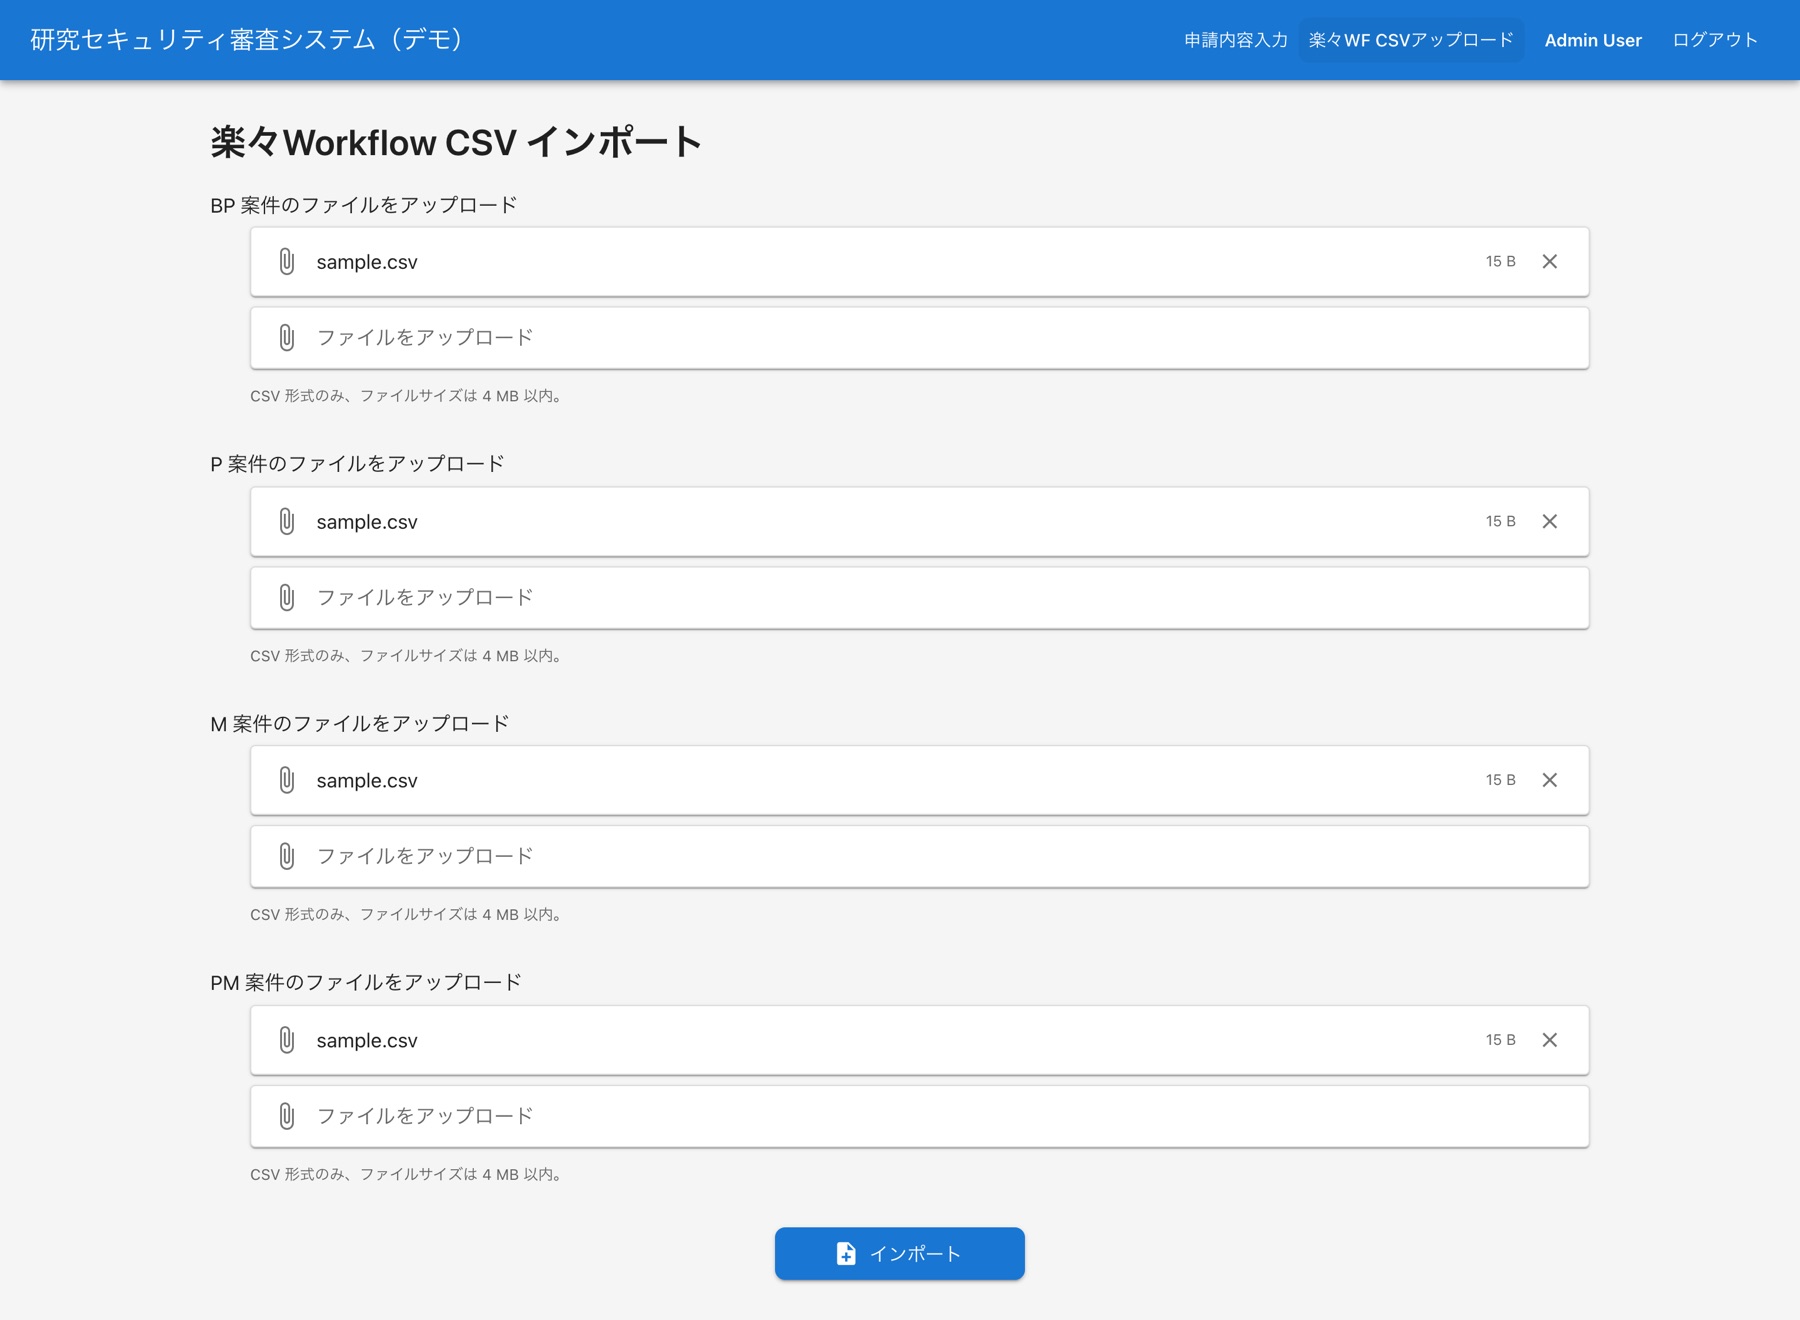 研究セキュリティ審査システム（デモ）
申請内容入力
楽々WF CSVアップロード
Admin User
ログアウト
楽々Workflow CSV インポート
BP 案件のファイルをアップロード
sample.csv
15 B
ファイルをアップロード
CSV 形式のみ、ファイルサイズは 4 MB 以内。
P 案件のファイルをアップロード
sample.csv
15 B
ファイルをアップロード
CSV 形式のみ、ファイルサイズは 4 MB 以内。
M 案件のファイルをアップロード
sample.csv
15 B
ファイルをアップロード
CSV 形式のみ、ファイルサイズは 4 MB 以内。
PM 案件のファイルをアップロード
sample.csv
15 B
ファイルをアップロード
CSV 形式のみ、ファイルサイズは 4 MB 以内。
インポート